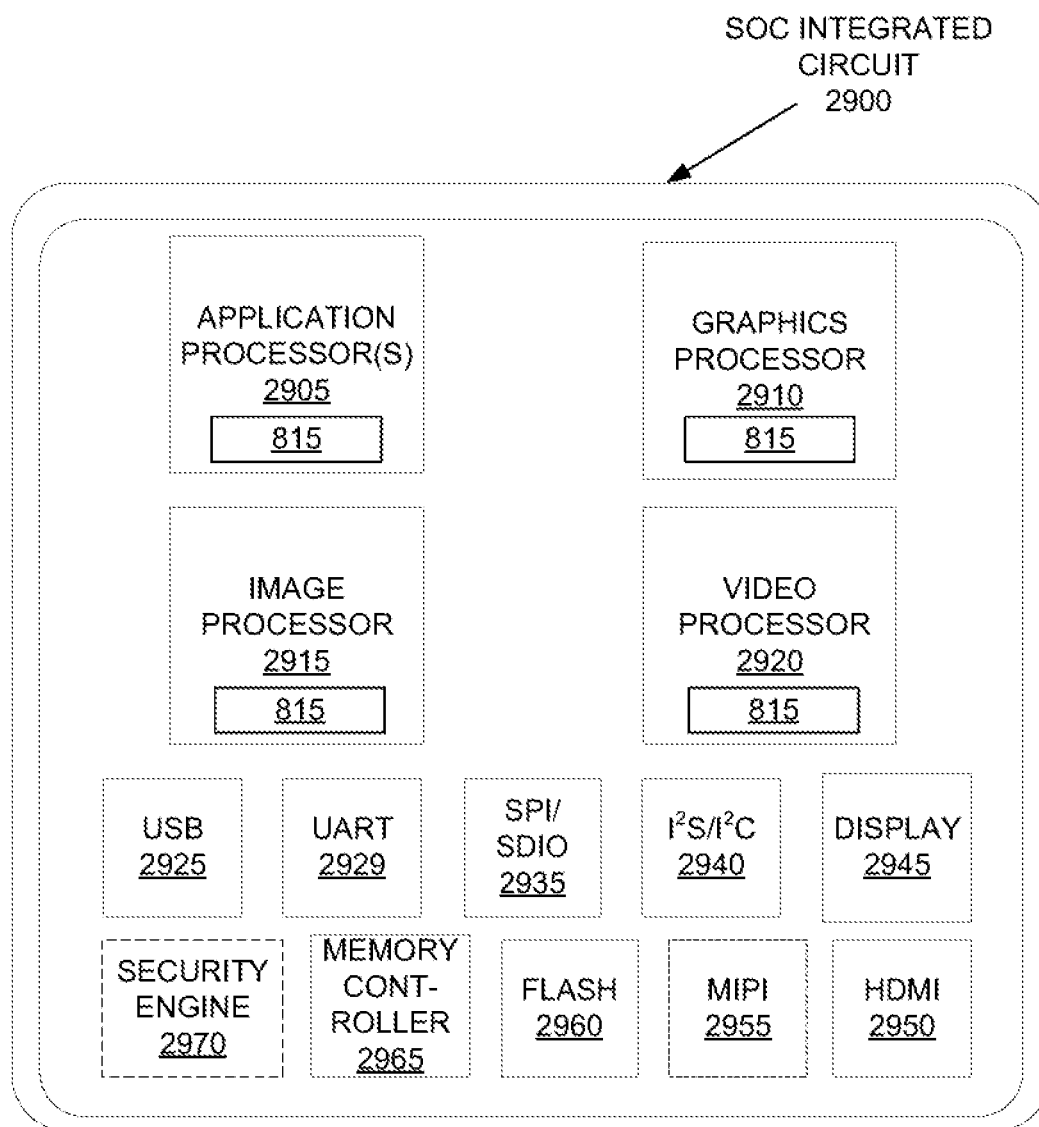 SOC INTEGRATED
CIRCUIT
2900
APPLICATION
PROCESSOR(S)
2905
815
GRAPHICS
PROCESSOR
2910
815
IMAGE
PROCESSOR
2915
815
VIDEO
PROCESSOR
2920
815
USB
2925
UART
2929
SPI/
SDIO
2935
I²S/I²C
2940
DISPLAY
2945
SECURITY
ENGINE
2970
MEMORY
CONT-
ROLLER
2965
FLASH
2960
MIPI
2955
HDMI
2950